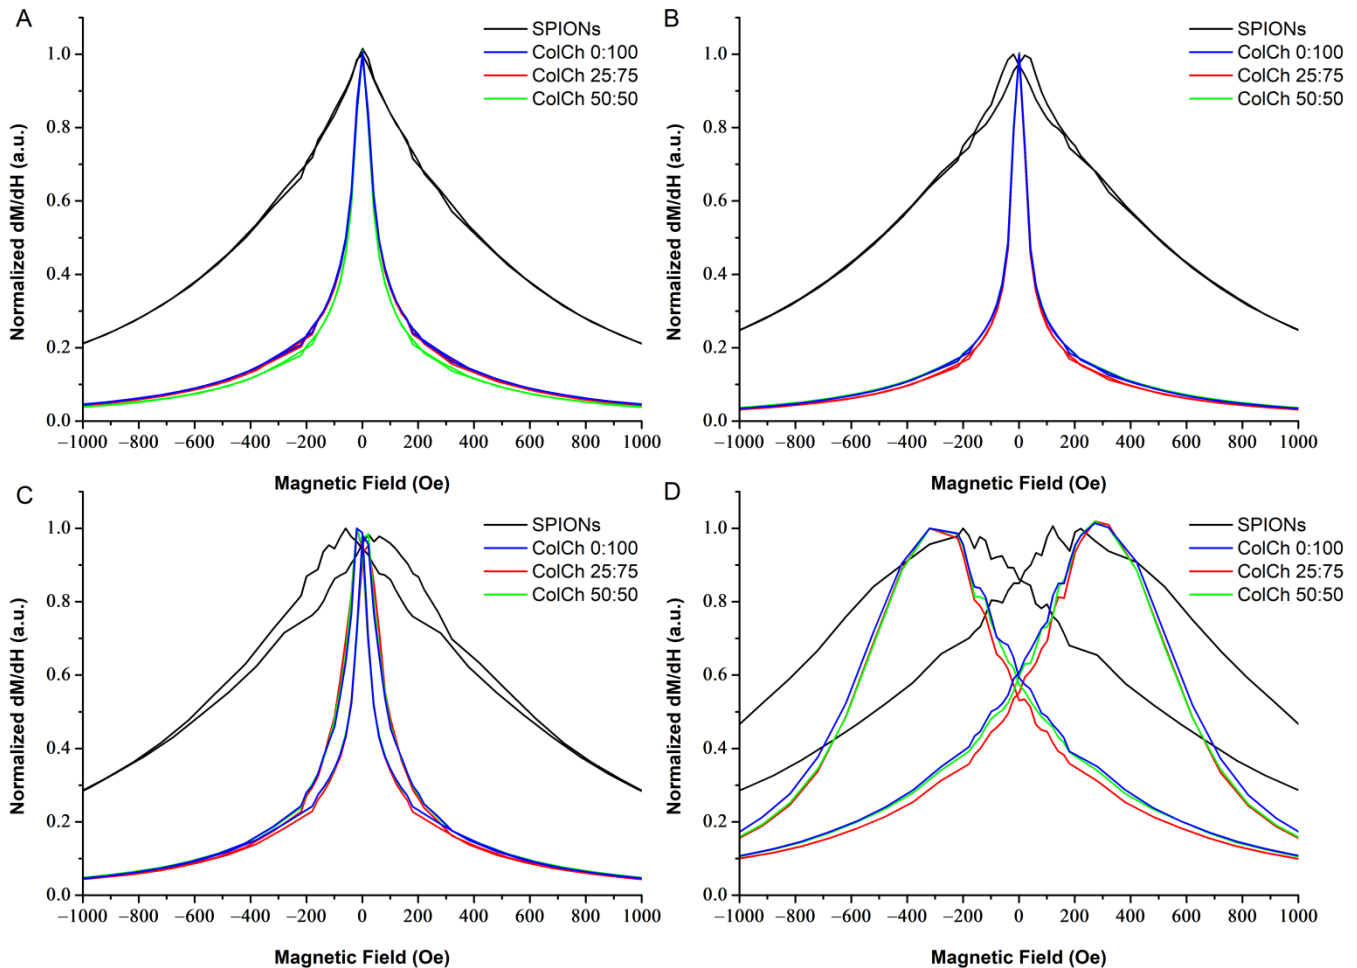 A
SPIONs
ColCh 0:100
ColCh 25:75
ColCh 50:50
1.0
0.8
0.6
0.4
0.2
0.0
Normalized dM/dH (a.u.)
−1000 −800 −600 −400 −200 0 200 400 600 800 1000
Magnetic Field (Oe)
B
SPIONs
ColCh 0:100
ColCh 25:75
ColCh 50:50
1.0
0.8
0.6
0.4
0.2
0.0
Normalized dM/dH (a.u.)
−1000 −800 −600 −400 −200 0 200 400 600 800 1000
Magnetic Field (Oe)
C
SPIONs
ColCh 0:100
ColCh 25:75
ColCh 50:50
1.0
0.8
0.6
0.4
0.2
0.0
Normalized dM/dH (a.u.)
−1000 −800 −600 −400 −200 0 200 400 600 800 1000
Magnetic Field (Oe)
D
SPIONs
ColCh 0:100
ColCh 25:75
ColCh 50:50
1.0
0.8
0.6
0.4
0.2
0.0
Normalized dM/dH (a.u.)
−1000 −800 −600 −400 −200 0 200 400 600 800 1000
Magnetic Field (Oe)